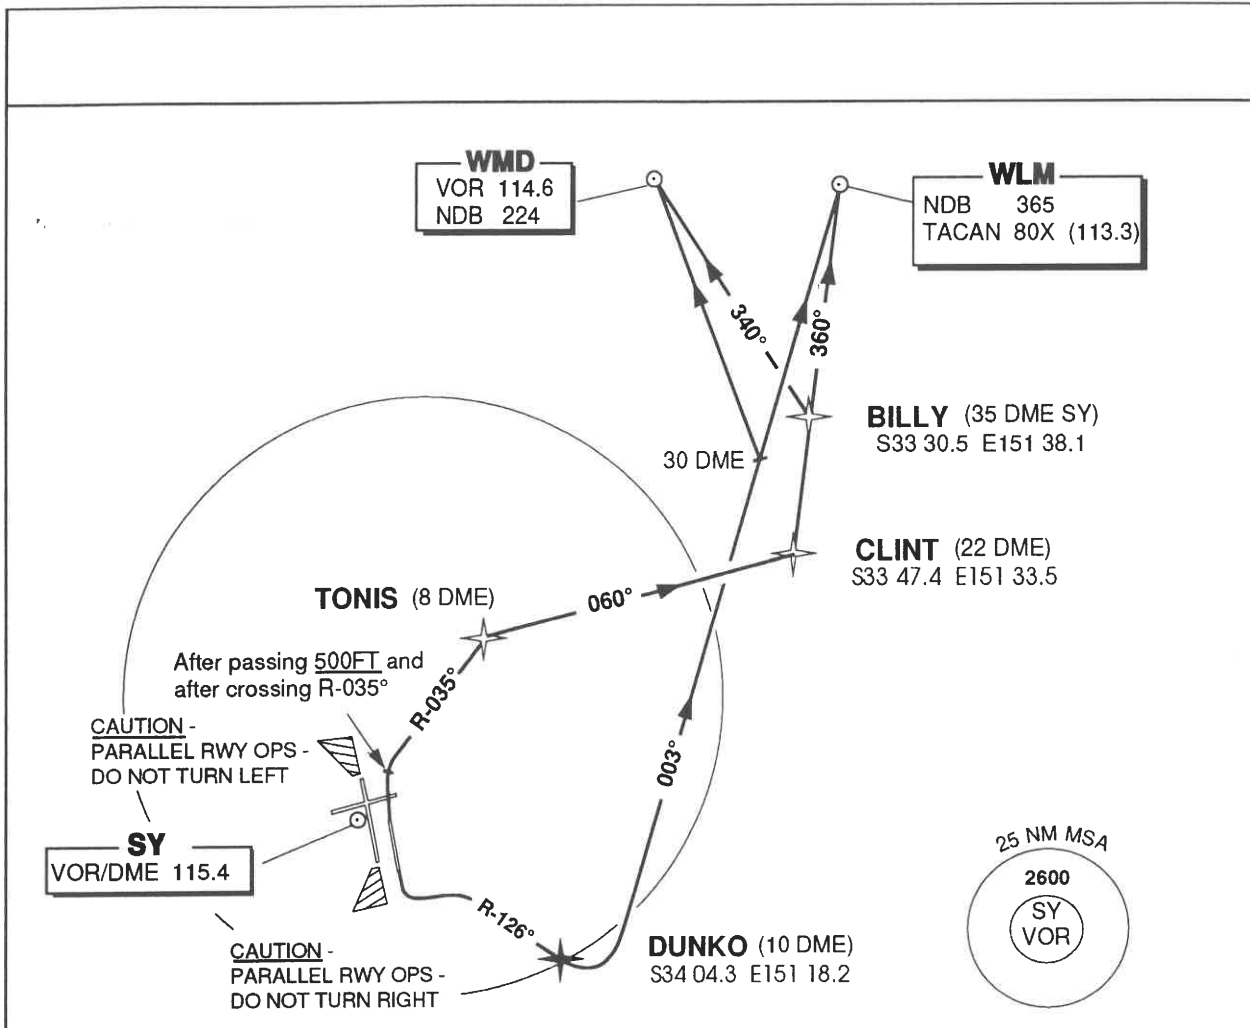 WMD
VOR 114.6
NDB 224
WLM
NDB 365
TACAN 80X (113.3)
340°
360°
BILLY (35 DME SY)
S33 30.5 E151 38.1
30 DME
CLINT (22 DME)
S33 47.4 E151 33.5
TONIS (8 DME)
060°
After passing 500FT and
after crossing R-035°
R-035°
CAUTION -
PARALLEL RWY OPS -
DO NOT TURN LEFT
003°
SY
VOR/DME 115.4
25 NM MSA
2600
SY
VOR
R-126°
DUNKO (10 DME)
S34 04.3 E151 18.2
CAUTION -
PARALLEL RWY OPS -
DO NOT TURN RIGHT